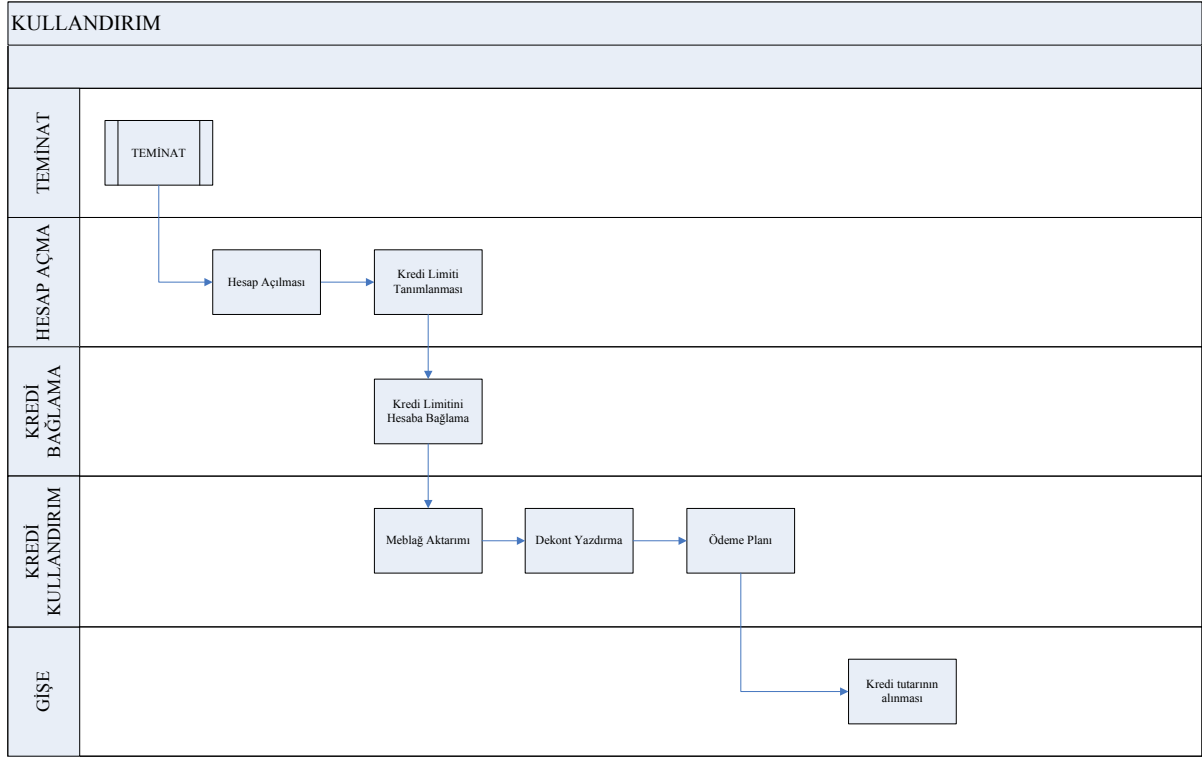 KULLANDIRIM
TEMİNAT
TEMİNAT
HESAP AÇMA
Hesap Açılması
Kredi Limiti
Tanımlanması
KREDİ
BAĞLAMA
Kredi Limitini
Hesaba Bağlama
KREDİ
KULLANDIRIM
Meblağ Aktarımı
Dekont Yazdırma
Ödeme Planı
GİŞE
Kredi tutarının
alınması